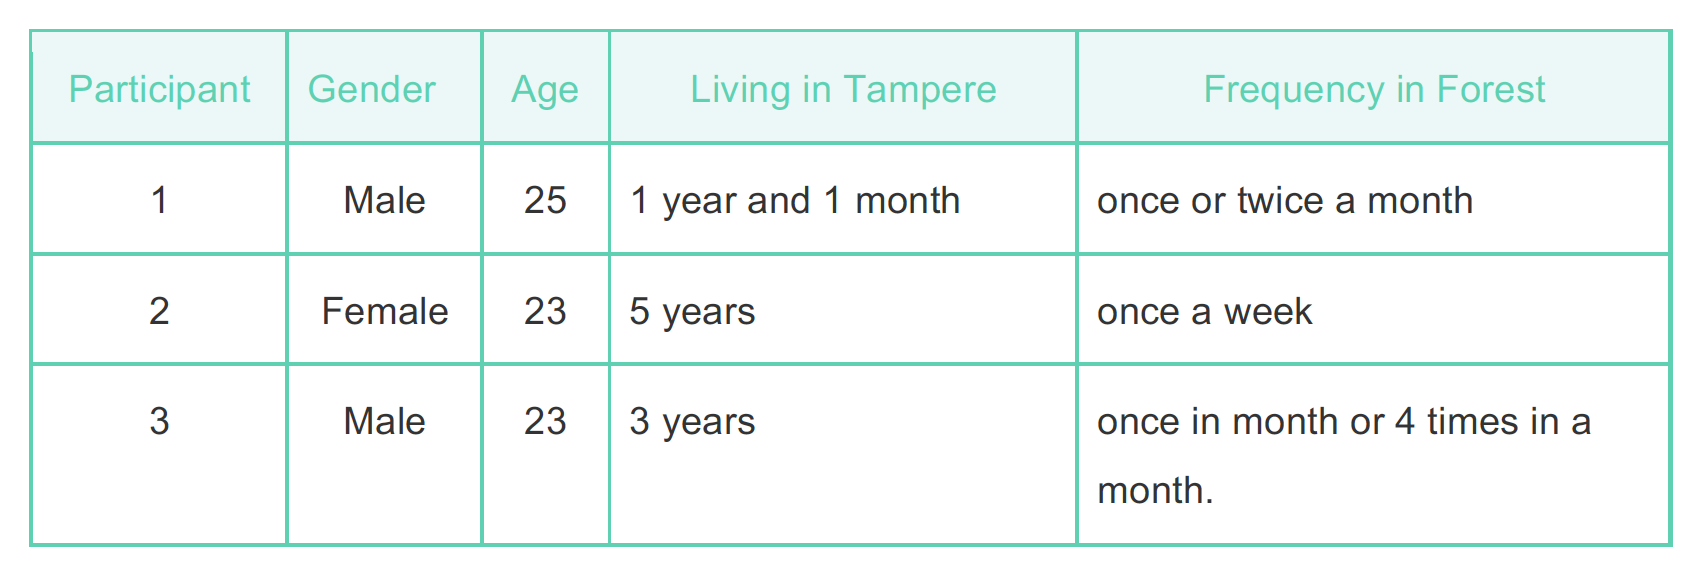 Participant Gender Age Living in Tampere Frequency in Forest
1 Male 25 1 year and 1 month once or twice a month
2 Female 23 5 years once a week
3 Male 23 3 years once in month or 4 times in a
month.